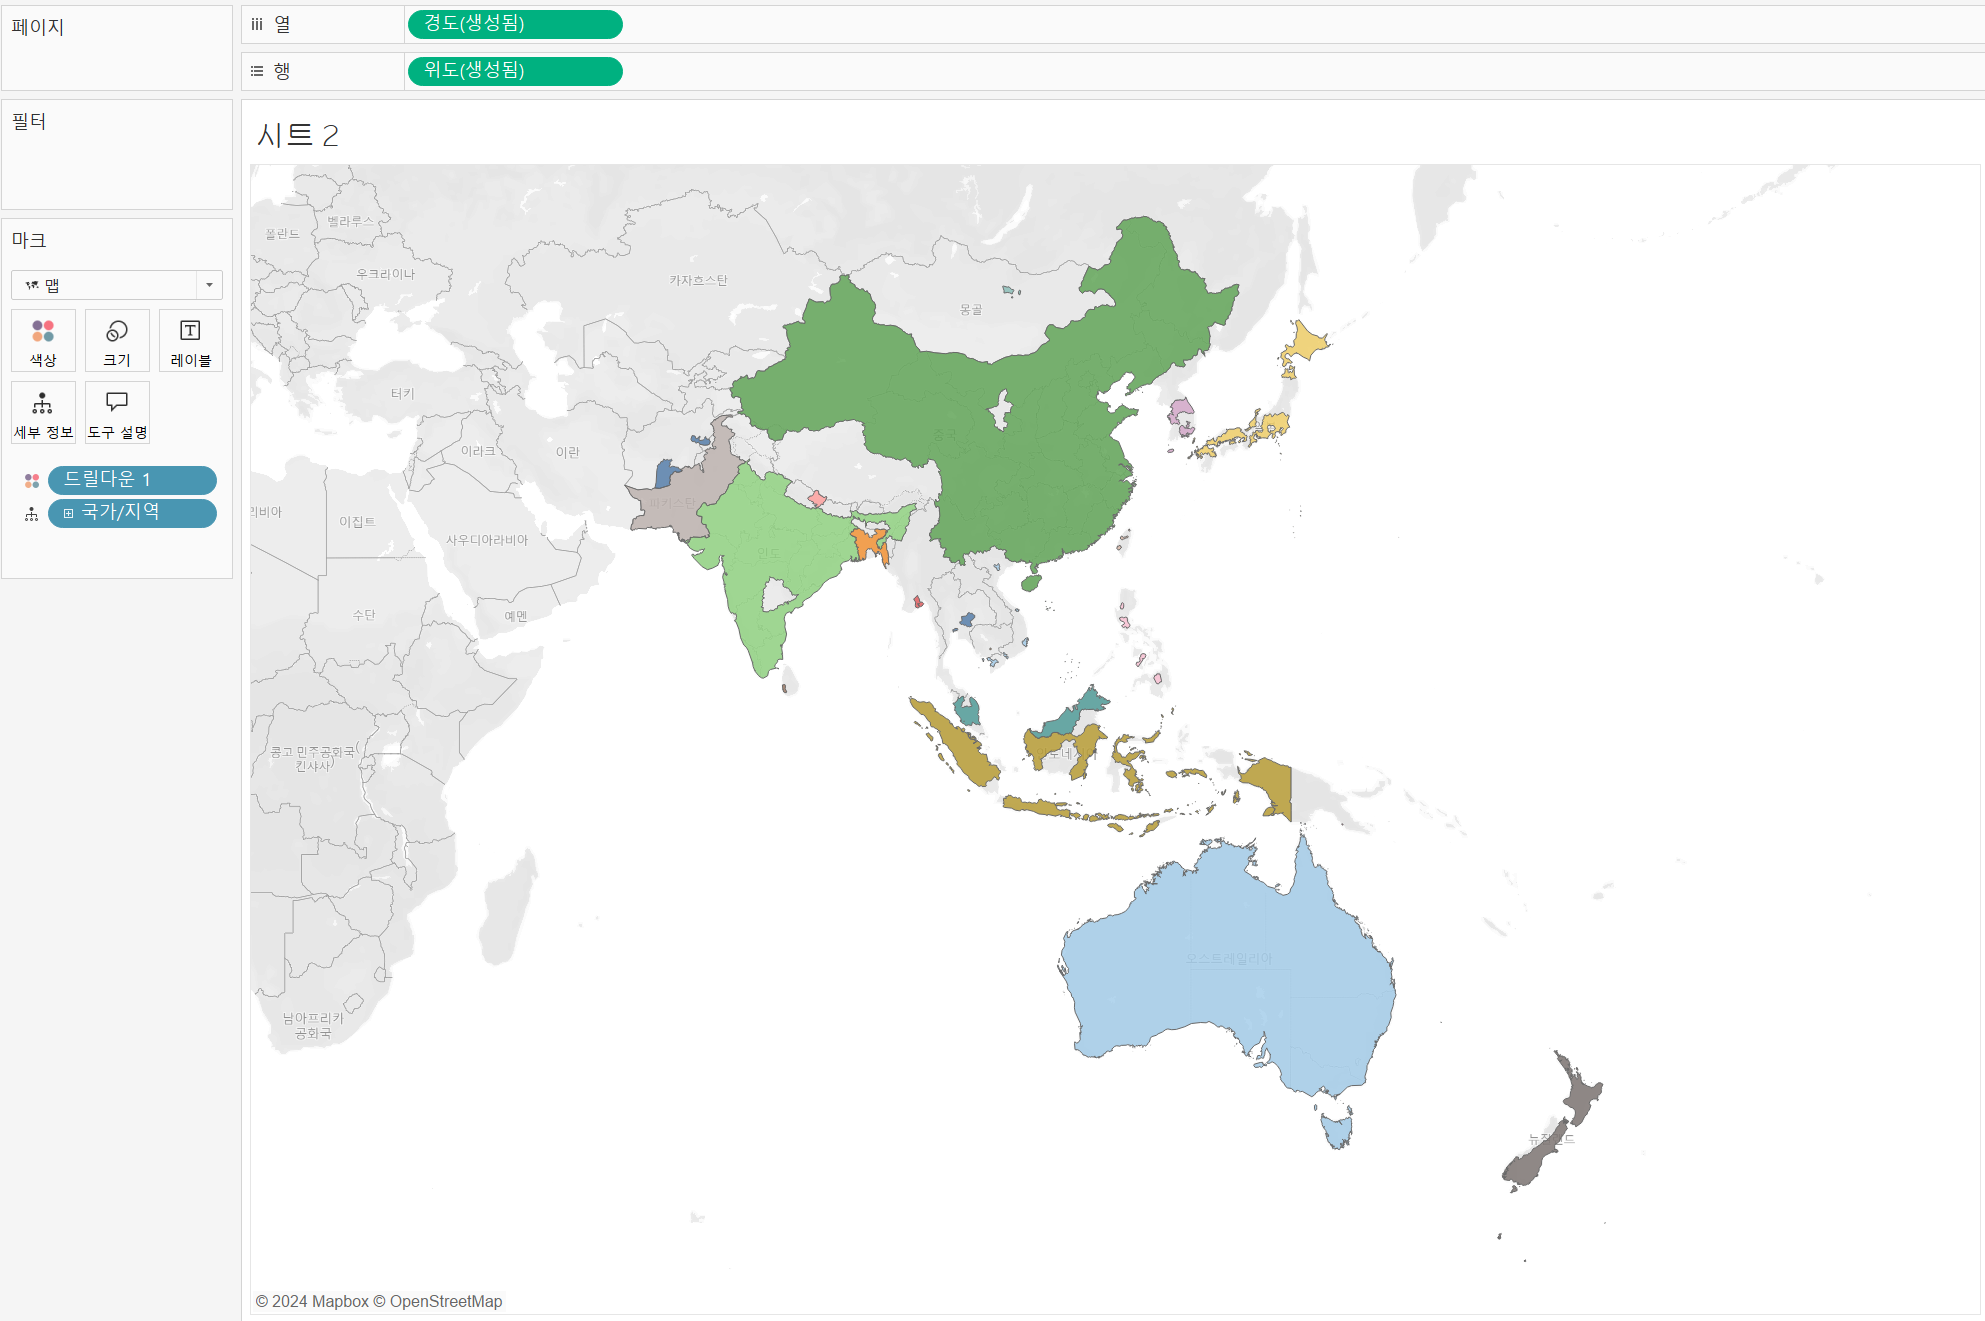 페이지
열
경도(생성됨)
행
위도(생성됨)
필터
시트 2
마크
맵
색상
크기
레이블
세부 정보
도구 설명
드릴다운 1
국가/지역
벨라루스
폴란드
우크라이나
카자흐스탄
몽골
터키
이라크
이란
중국
파키스탄
리비아
이집트
사우디아라비아
인도
수단
예멘
콩고 민주공화국
킨샤사
오스트레일리아
남아프리카
공화국
© 2024 Mapbox © OpenStreetMap